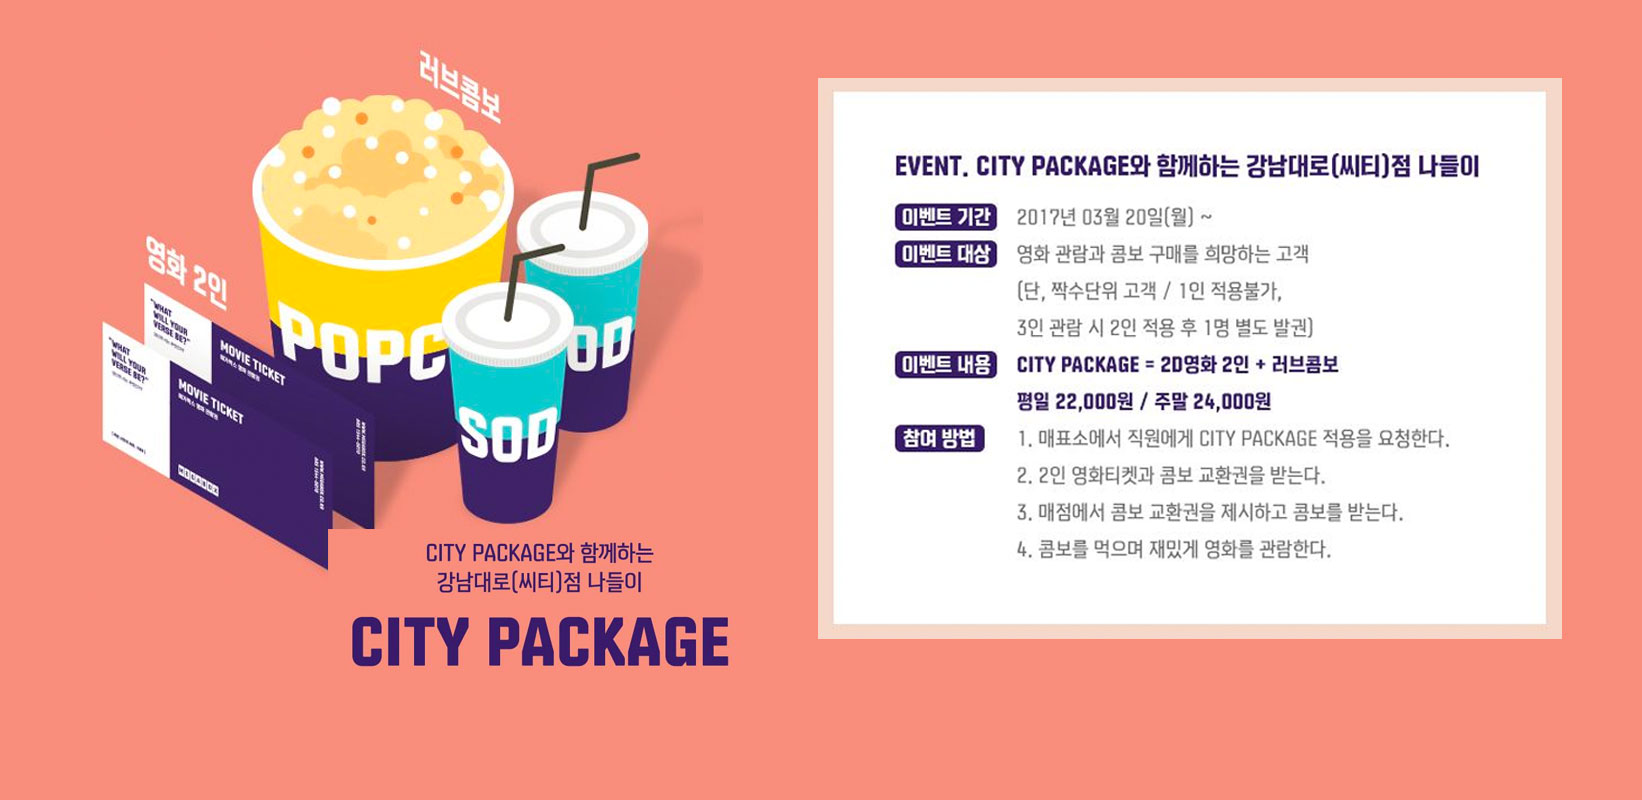 러브콤보
영화 2인
POPC
SOD
OD
"WHAT
WILL YOUR
VERSE BE?"
MOVIE TICKET
"WHAT
WILL YOUR
VERSE BE?"
MOVIE TICKET
MEGABOX
CITY PACKAGE와 함께하는
강남대로(씨티)점 나들이
CITY PACKAGE
EVENT. CITY PACKAGE와 함께하는 강남대로(씨티)점 나들이
이벤트 기간 2017년 03월 20일(월) ~
이벤트 대상 영화 관람과 콤보 구매를 희망하는 고객
(단, 짝수단위 고객 / 1인 적용불가,
3인 관람 시 2인 적용 후 1명 별도 발권)
이벤트 내용 CITY PACKAGE = 2D영화 2인 + 러브콤보
평일 22,000원 / 주말 24,000원
참여 방법 1. 매표소에서 직원에게 CITY PACKAGE 적용을 요청한다.
2. 2인 영화티켓과 콤보 교환권을 받는다.
3. 매점에서 콤보 교환권을 제시하고 콤보를 받는다.
4. 콤보를 먹으며 재밌게 영화를 관람한다.